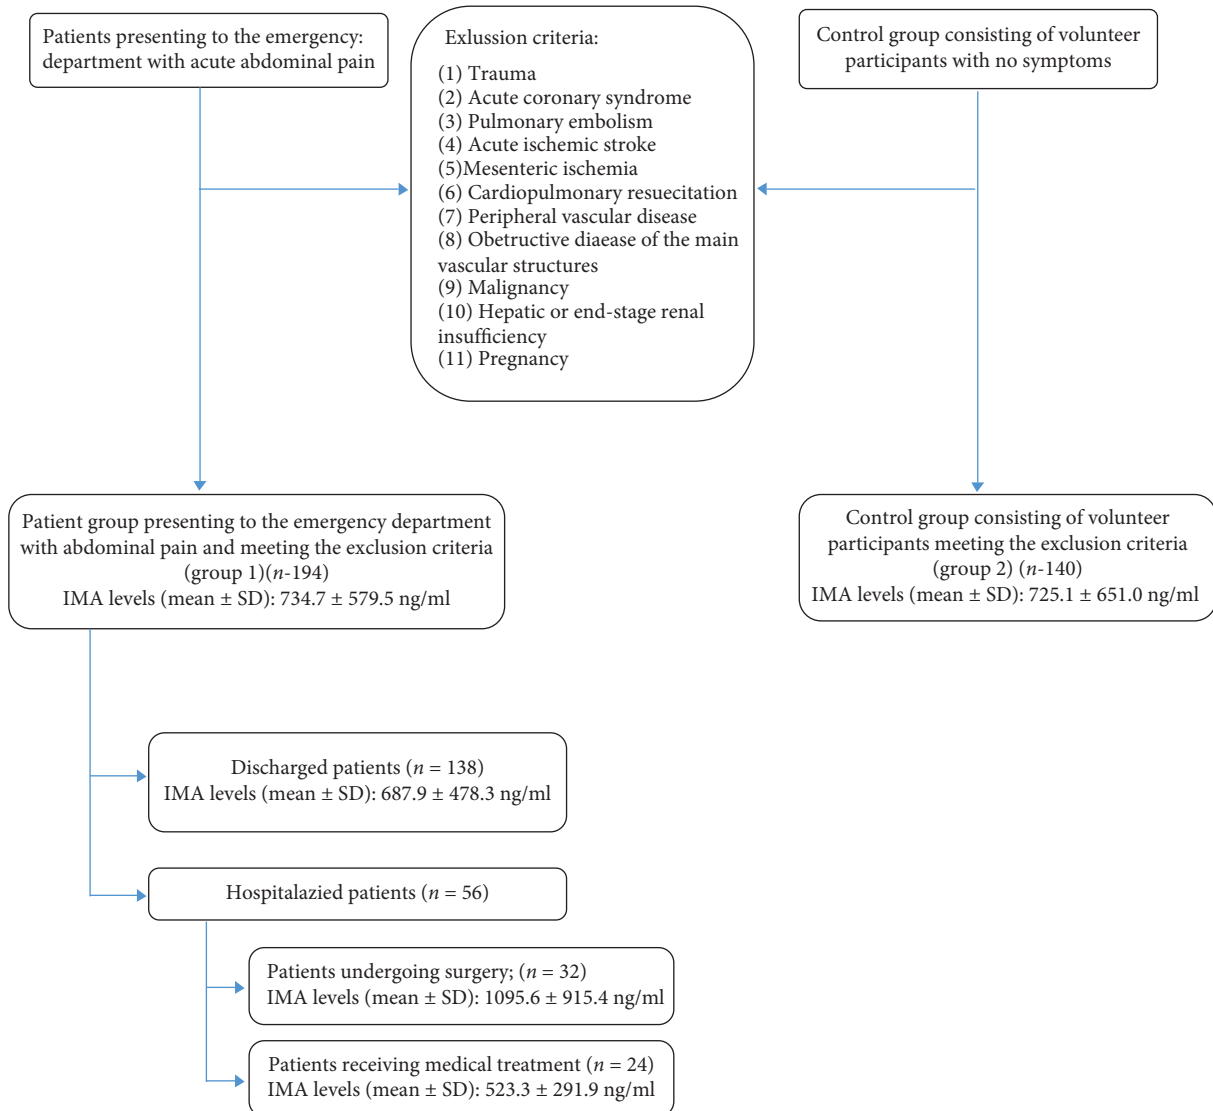 Patients presenting to the emergency:
department with acute abdominal pain
Exlussion criteria:
(1) Trauma
(2) Acute coronary syndrome
(3) Pulmonary embolism
(4) Acute ischemic stroke
(5)Mesenteric ischemia
(6) Cardiopulmonary resuecitation
(7) Peripheral vascular disease
(8) Obetructive diaease of the main
vascular structures
(9) Malignancy
(10) Hepatic or end-stage renal
insufficiency
(11) Pregnancy
Control group consisting of volunteer
participants with no symptoms
Patient group presenting to the emergency department
with abdominal pain and meeting the exclusion criteria
(group 1)(n-194)
IMA levels (mean ± SD): 734.7 ± 579.5 ng/ml
Control group consisting of volunteer
participants meeting the exclusion criteria
(group 2) (n-140)
IMA levels (mean ± SD): 725.1 ± 651.0 ng/ml
Discharged patients (n = 138)
IMA levels (mean ± SD): 687.9 ± 478.3 ng/ml
Hospitalazied patients (n = 56)
Patients undergoing surgery; (n = 32)
IMA levels (mean ± SD): 1095.6 ± 915.4 ng/ml
Patients receiving medical treatment (n = 24)
IMA levels (mean ± SD): 523.3 ± 291.9 ng/ml